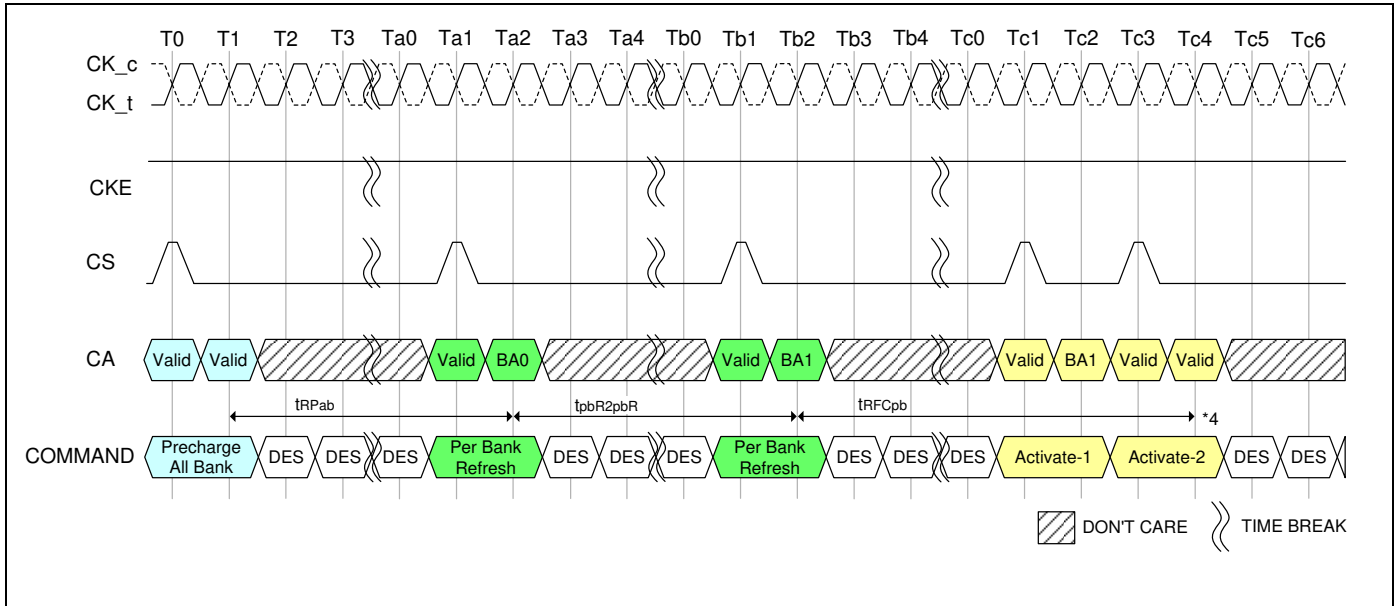 T0 T1 T2 T3 Ta0 Ta1 Ta2 Ta3 Ta4 Tb0 Tb1 Tb2 Tb3 Tb4 Tc0 Tc1 Tc2 Tc3 Tc4 Tc5 Tc6
CK_c
CK_t
CKE
CS
CA Valid Valid Valid BA0 Valid BA1 Valid BA1 Valid Valid
tRPab tpbR2pbR tRFCpb *4
COMMAND Precharge All Bank DES DES DES Per Bank Refresh DES DES DES Per Bank Refresh DES DES DES Activate-1 Activate-2 DES DES
DON'T CARE TIME BREAK